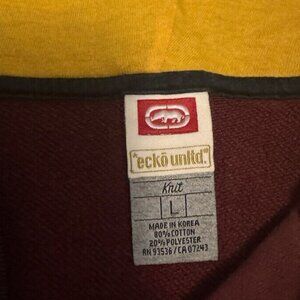 "ecko unltd."
Knit
L
MADE IN KOREA
80% COTTON
20% POLYESTER
RN 93536/CA 07243